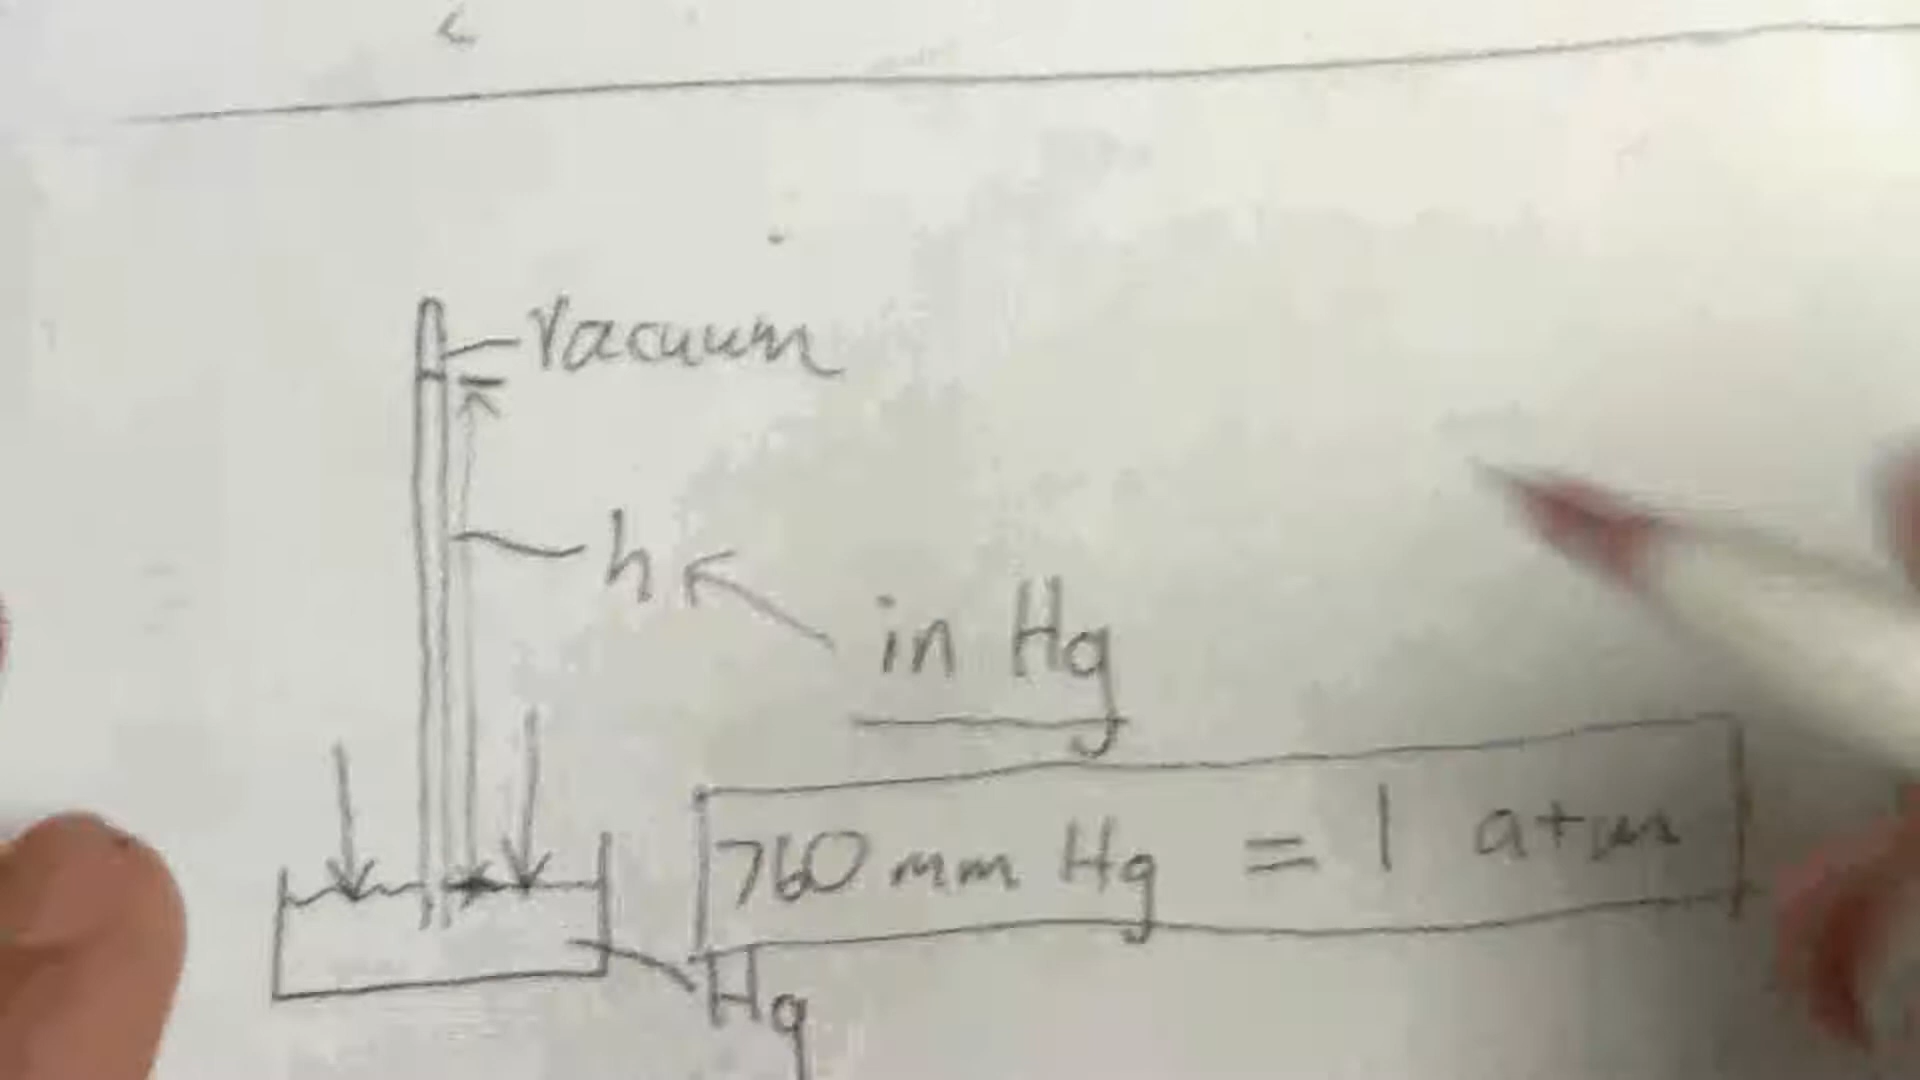 Vacuum
h
in Hg
760 mm Hg = 1 atm
Hg